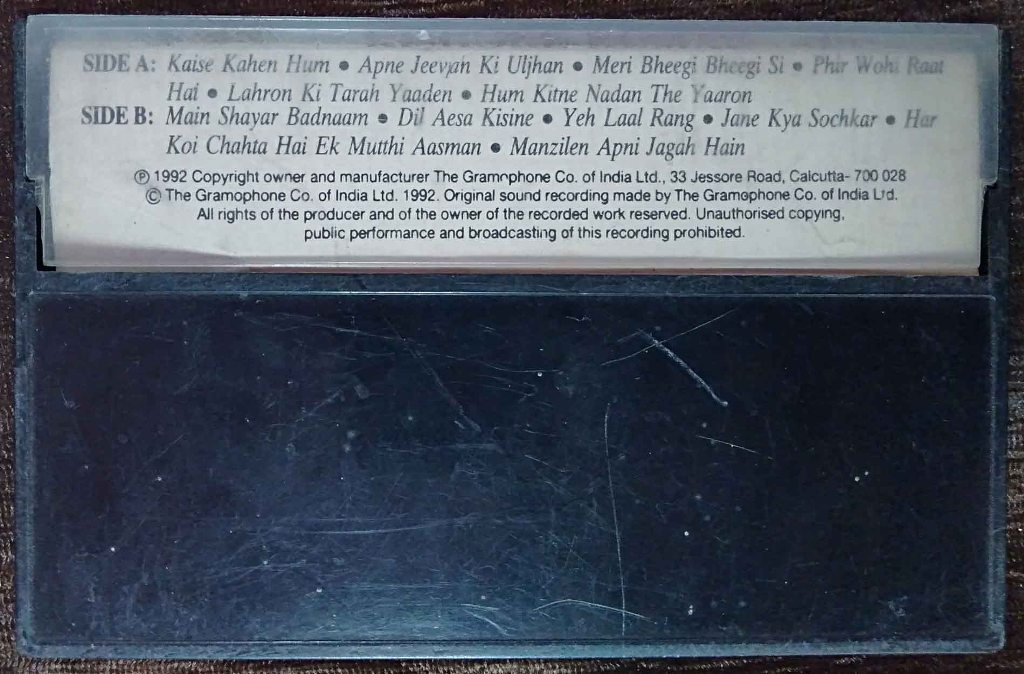 SIDE A: Kaise Kahen Hum • Apne Jeevan Ki Uljhan • Meri Bheegi Bheegi Si • Phir Wohi Raat
Hai • Lahron Ki Tarah Yaaden • Hum Kitne Nadan The Yaaron
SIDE B: Main Shayar Badnaam • Dil Aesa Kisine • Yeh Laal Rang • Jane Kya Sochkar • Har
Koi Chahta Hai Ek Mutthi Aasman • Manzilen Apni Jagah Hain
℗ 1992 Copyright owner and manufacturer The Gramophone Co. of India Ltd., 33 Jessore Road, Calcutta- 700 028
© The Gramophone Co. of India Ltd. 1992. Original sound recording made by The Gramophone Co. of India Ltd.
All rights of the producer and of the owner of the recorded work reserved. Unauthorised copying,
public performance and broadcasting of this recording prohibited.